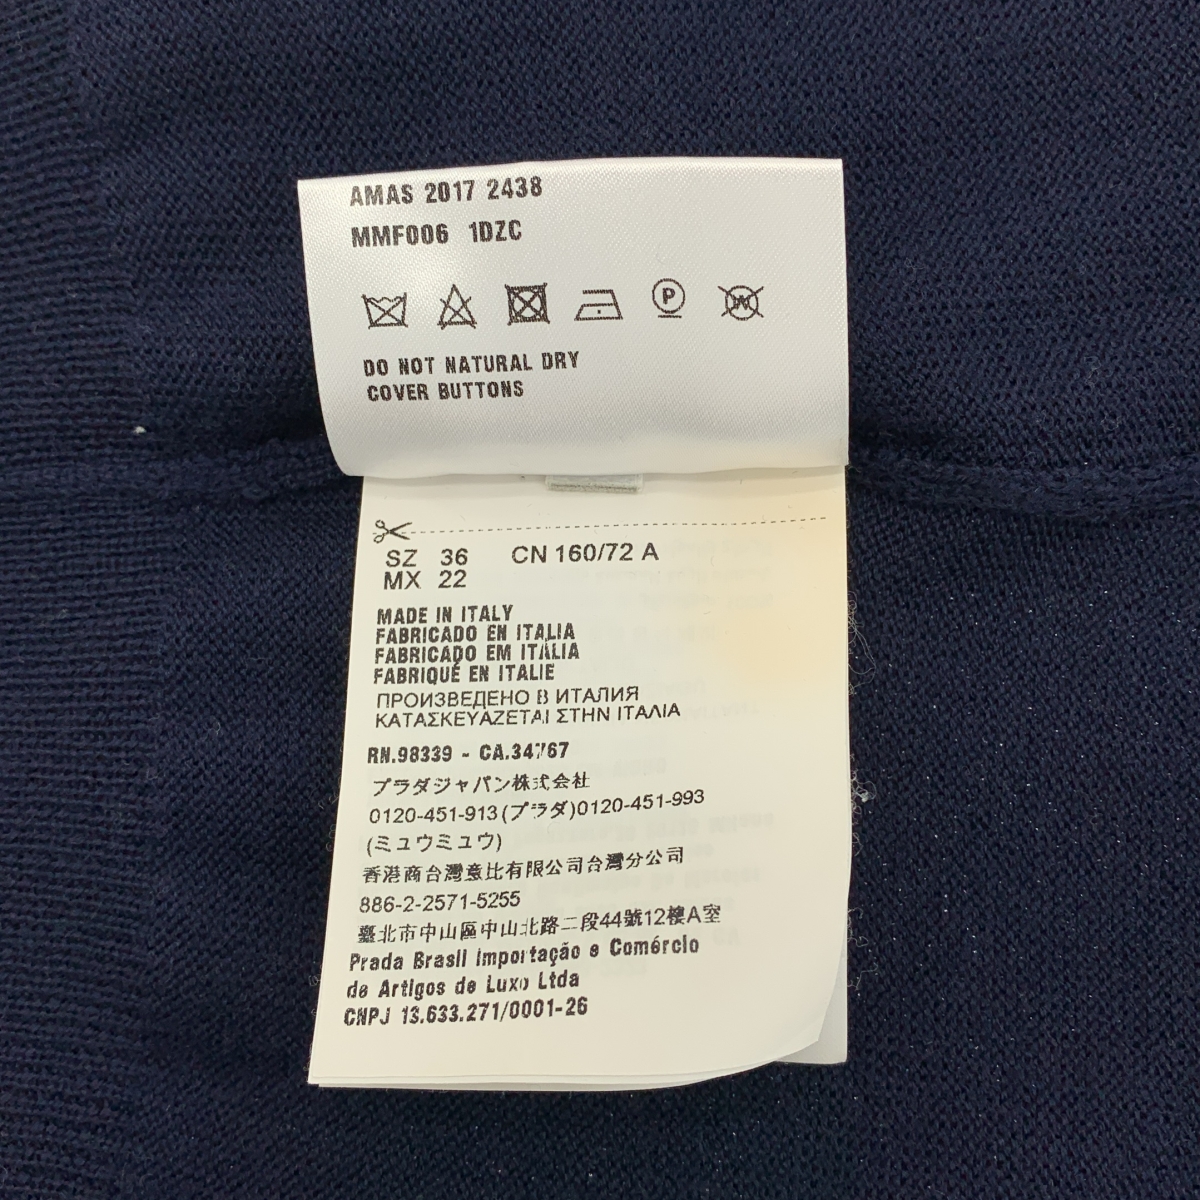 AMAS 2017 2438
MMF006 1DZC
P W
DO NOT NATURAL DRY
COVER BUTTONS
SZ 36 CN 160/72 A
MX 22
MADE IN ITALY
FABRICADO EN ITALIA
FABRICADO EM ITÁLIA
FABRIQUÉ EN ITALIE
ПРОИЗВЕДЕНО В ИТАЛИЯ
ΚΑΤΑΣΚΕΥΑΖΕΤΑΙ ΣΤΗΝ ΙΤΑΛΙΑ
RN.98339 - CA.34767
プラダジャパン株式会社
0120-451-913(プラダ)0120-451-993
(ミュウミュウ)
香港商台灣意比有限公司台灣分公司
886-2-2571-5255
臺北市中山區中山北路二段44號12樓A室
Prada Brasil Importação e Comércio
de Artigos de Luxo Ltda
CNPJ 13.633.271/0001-26